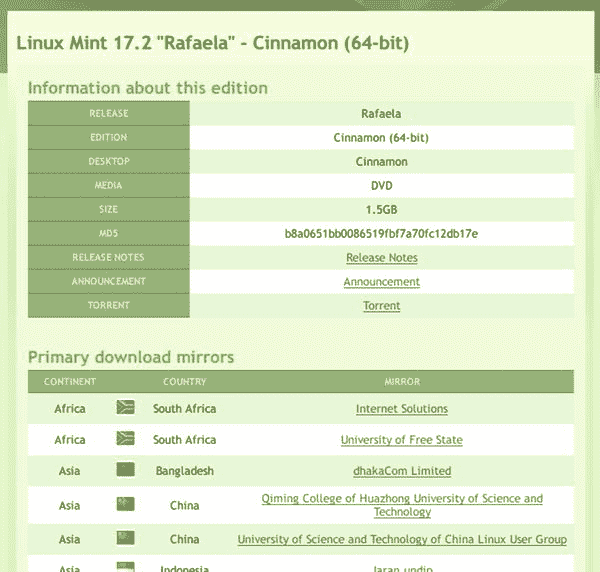 Linux Mint 17.2 "Rafaela" - Cinnamon (64-bit)
Information about this edition
RELEASE Rafaela
EDITION Cinnamon (64-bit)
DESKTOP Cinnamon
MEDIA DVD
SIZE 1.5GB
MD5 b8a0651bb0086519fbf7a70fc12db17e
RELEASE NOTES Release Notes
ANNOUNCEMENT Announcement
TORRENT Torrent
Primary download mirrors
CONTINENT COUNTRY MIRROR
Africa South Africa Internet Solutions
Africa South Africa University of Free State
Asia Bangladesh dhakaCom Limited
Asia China Qiming College of Huazhong University of Science and
Technology
Asia China University of Science and Technology of China Linux User Group
Asia Indonesia